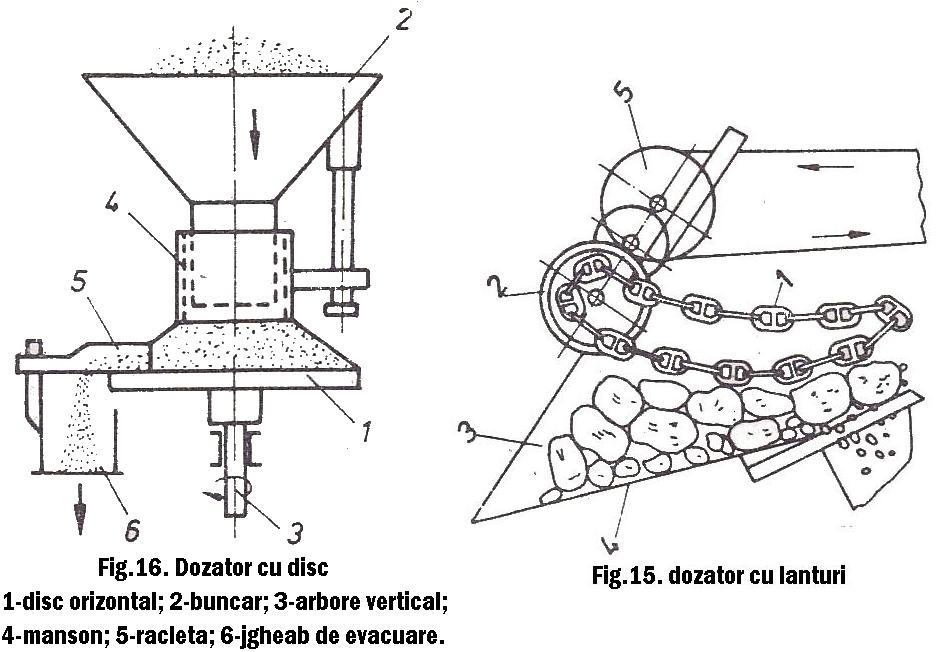 2
4
5
1
6
3
Fig.16. Dozator cu disc
1-disc orizontal; 2-buncar; 3-arbore vertical;
4-manson; 5-racleta; 6-jgheab de evacuare.
5
2
1
3
4
Fig.15. dozator cu lanturi